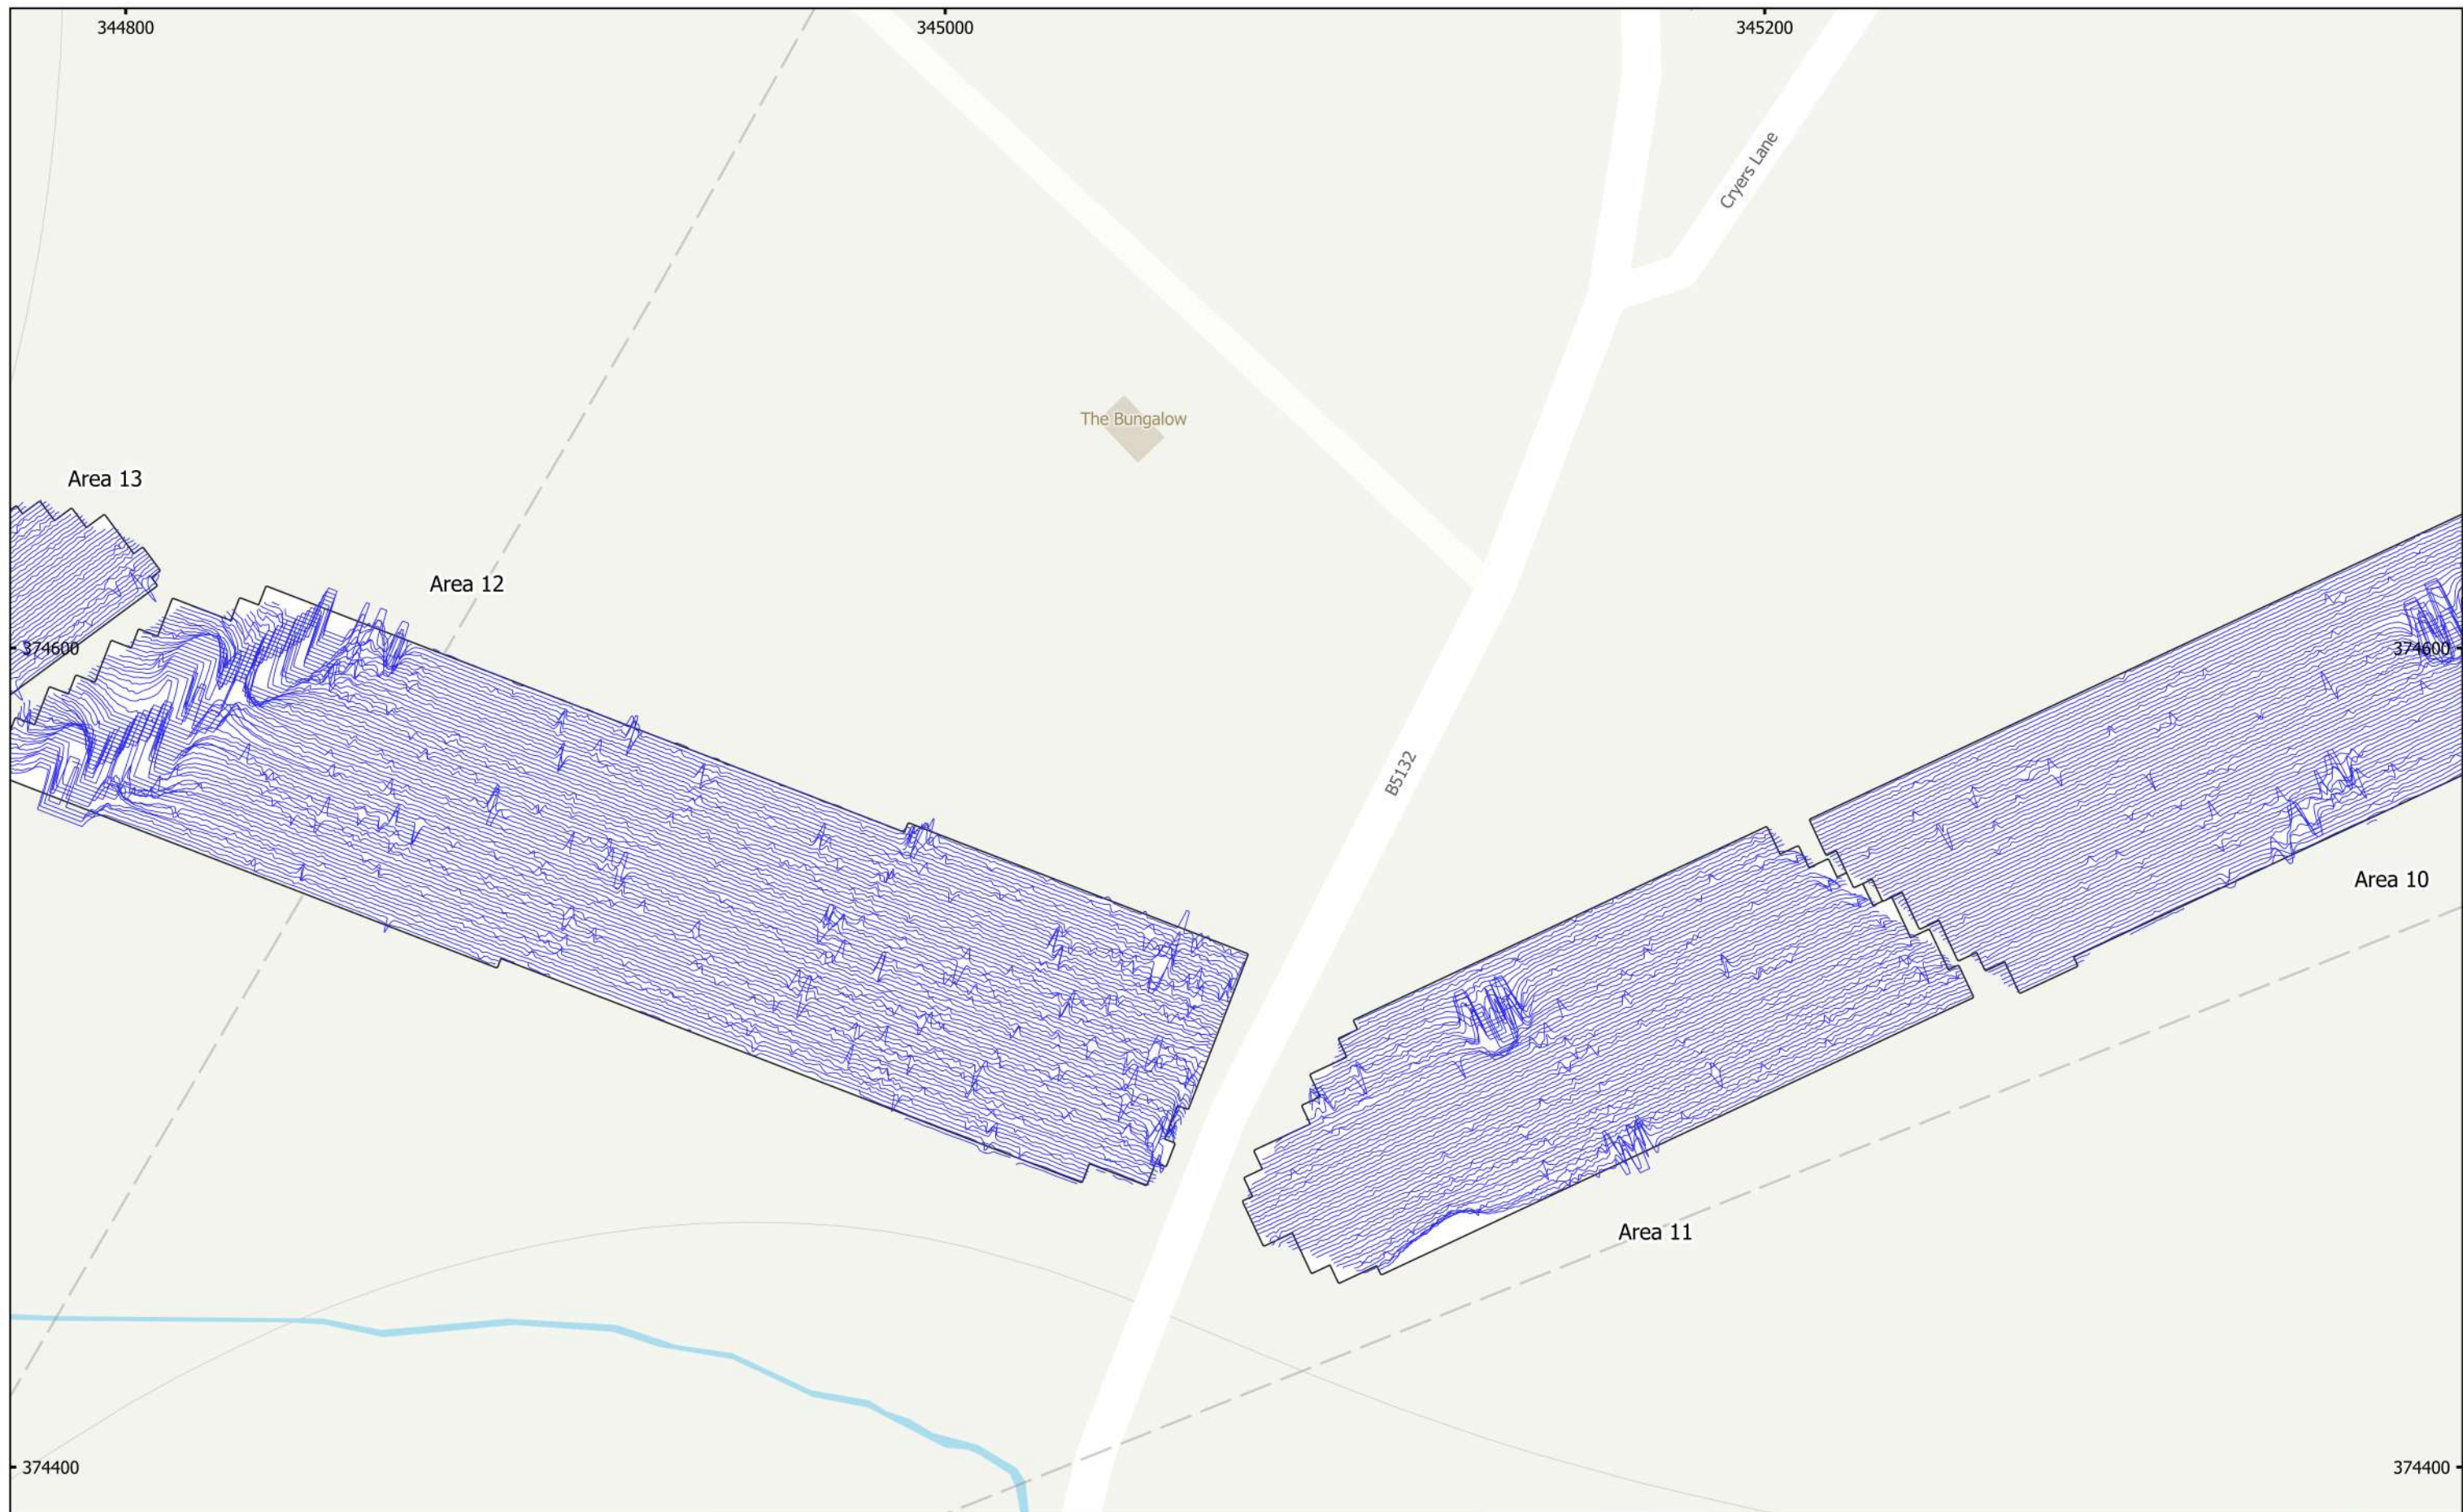 344800
345000
345200
Cryers Lane
The Bungalow
Area 13
Area 12
374600
374600
B5132
Area 10
Area 11
374400
374400